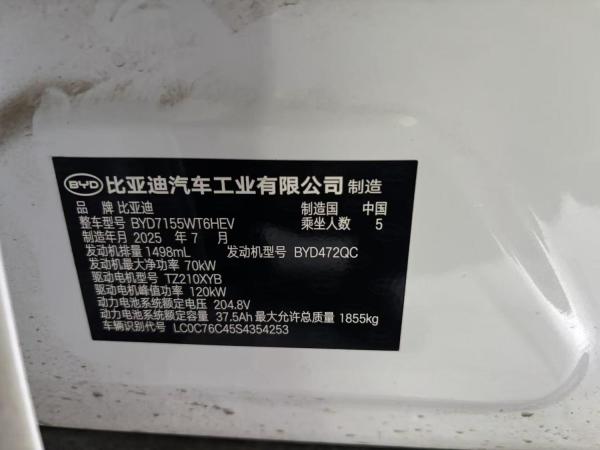 BYD 比亚迪汽车工业有限公司 制造
品 牌 比亚迪 制造国 中国
整车型号 BYD7155WT6HEV 乘坐人数 5
制造年月 2025 年 7 月
发动机排量 1498mL 发动机型号 BYD472QC
发动机最大净功率 70kW
驱动电机型号 TZ210XYB
驱动电机峰值功率 120kW
动力电池系统额定电压 204.8V
动力电池系统额定容量 37.5Ah 最大允许总质量 1855kg
车辆识别代号 LC0C76C45S4354253